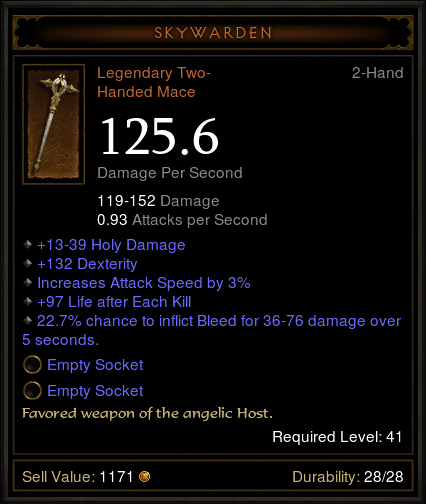 SKYWARDEN
Legendary Two-
Handed Mace
2-Hand
125.6
Damage Per Second
119-152 Damage
0.93 Attacks per Second
+13-39 Holy Damage
+132 Dexterity
Increases Attack Speed by 3%
+97 Life after Each Kill
22.7% chance to inflict Bleed for 36-76 damage over
5 seconds.
Empty Socket
Empty Socket
Favored weapon of the angelic Host.
Required Level: 41
Sell Value: 1171
Durability: 28/28